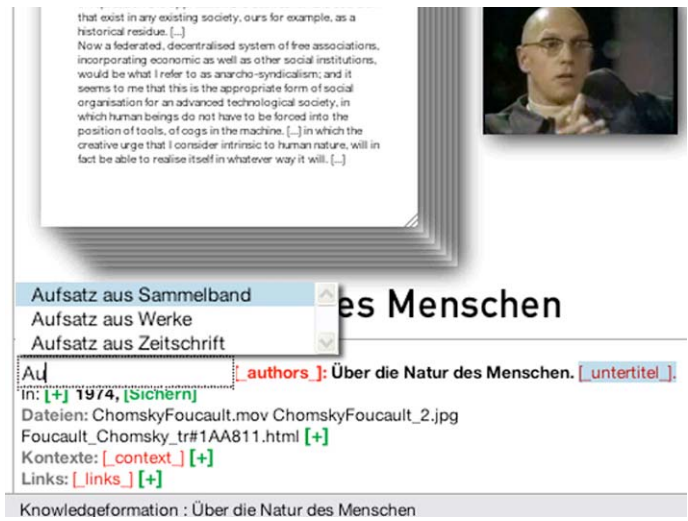 that exist in any existing society, ours for example, as a
historical residue. [...]
Now a federated, decentralised system of free associations,
incorporating economic as well as other social institutions,
would be what I refer to as anarcho-syndicalism; and it
seems to me that this is the appropriate form of social
organisation for an advanced technological society, in
which human beings do not have to be forced into the
position of tools, of cogs in the machine. [...] in which the
creative urge that I consider intrinsic to human nature, will in
fact be able to realise itself in whatever way it will. [...]
Aufsatz aus Sammelband
Aufsatz aus Werke
Aufsatz aus Zeitschrift
es Menschen
Au [_authors_]: Über die Natur des Menschen. [_untertitel_].
In: [+] 1974, [Sichern]
Dateien: ChomskyFoucault.mov ChomskyFoucault_2.jpg
Foucault_Chomsky_tr#1AA811.html [+]
Kontexte: [_context_] [+]
Links: [_links_] [+]
Knowledgeformation : Über die Natur des Menschen